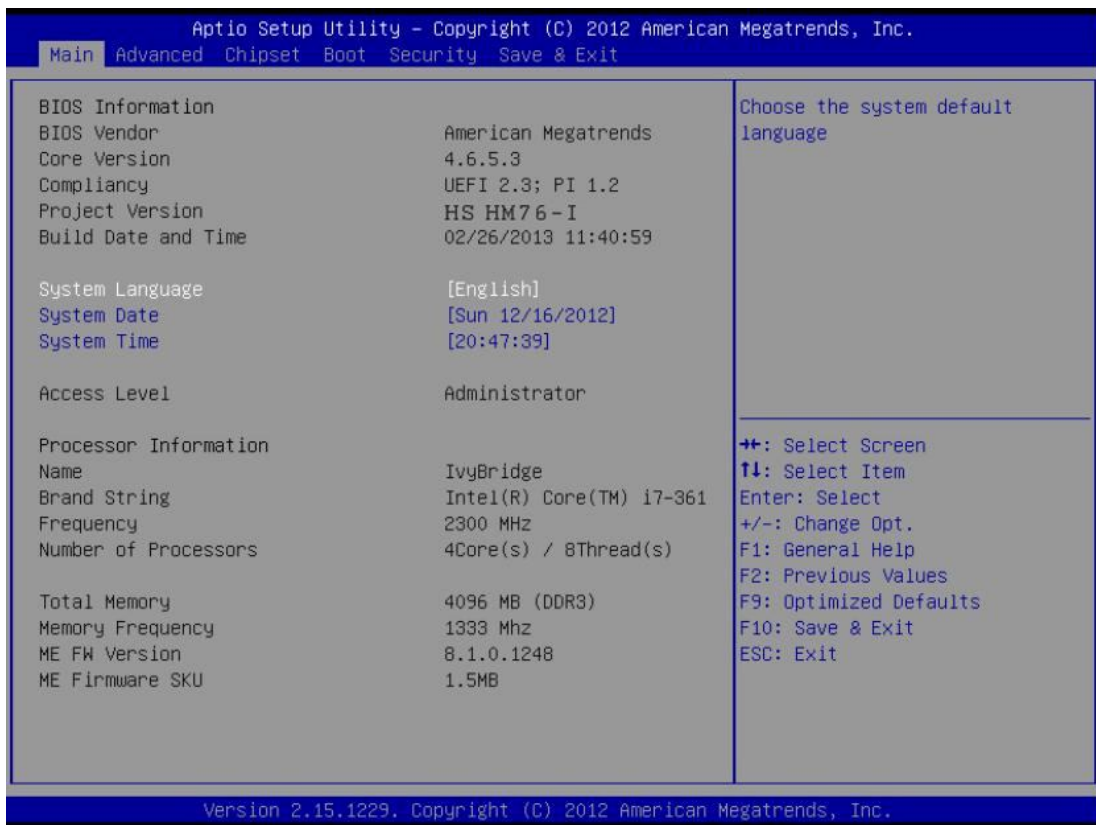 Aptio Setup Utility – Copyright (C) 2012 American Megatrends, Inc.
Main Advanced Chipset Boot Security Save & Exit
BIOS Information
BIOS Vendor American Megatrends
Core Version 4.6.5.3
Compliancy UEFI 2.3; PI 1.2
Project Version HS HM76-I
Build Date and Time 02/26/2013 11:40:59
System Language [English]
System Date [Sun 12/16/2012]
System Time [20:47:39]
Access Level Administrator
Processor Information
Name IvyBridge
Brand String Intel(R) Core(TM) i7-361
Frequency 2300 MHz
Number of Processors 4Core(s) / 8Thread(s)
Total Memory 4096 MB (DDR3)
Memory Frequency 1333 Mhz
ME FW Version 8.1.0.1248
ME Firmware SKU 1.5MB
Choose the system default
language
→←: Select Screen
↑↓: Select Item
Enter: Select
+/-: Change Opt.
F1: General Help
F2: Previous Values
F9: Optimized Defaults
F10: Save & Exit
ESC: Exit
Version 2.15.1229. Copyright (C) 2012 American Megatrends, Inc.